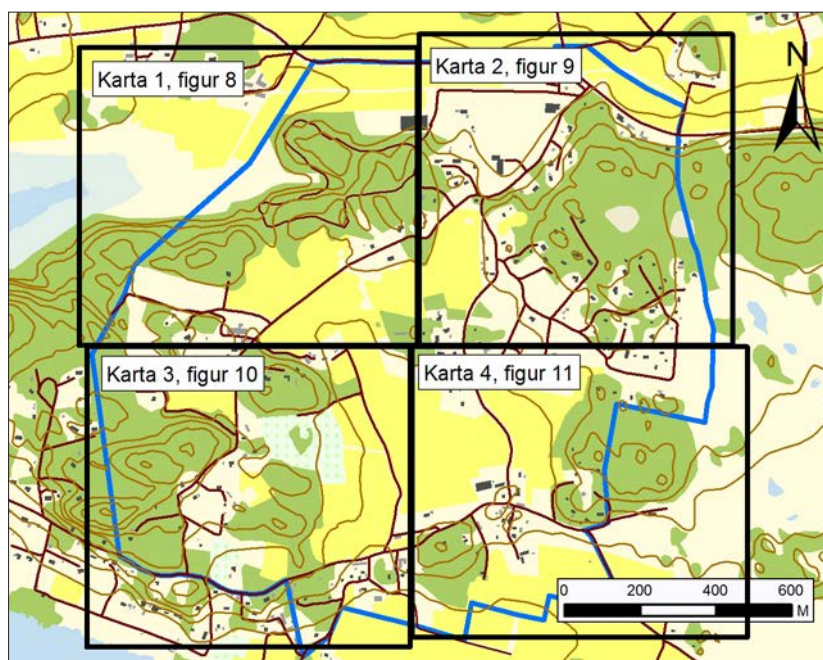 Karta 1, figur 8
Karta 2, figur 9
N
Karta 3, figur 10
Karta 4, figur 11
0 200 400 600
M